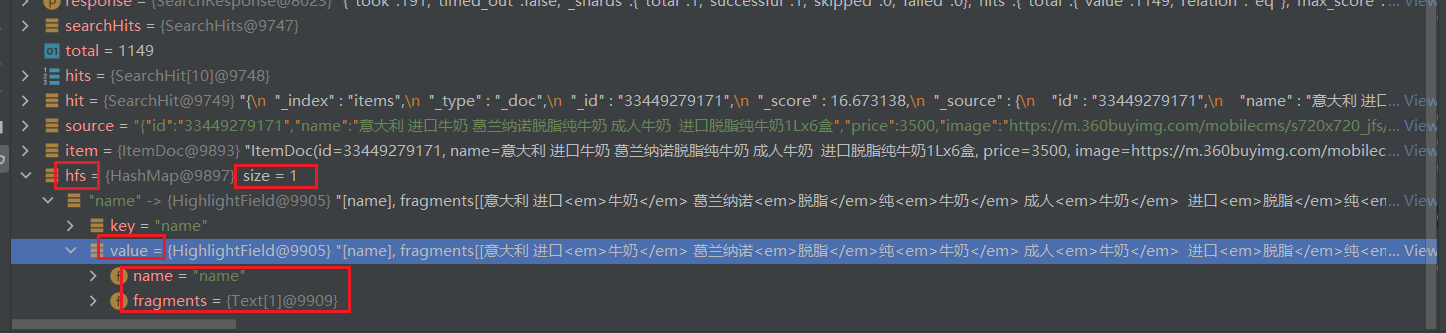 response = {SearchResponse@8023} "{"took":191,"timed_out":false,"_shards":{"total":1,"successful":1,"skipped":0,"failed":0},"hits":{"total":{"value":1149,"relation":"eq"},"max_score":... View
searchHits = {SearchHits@9747}
total = 1149
hits = {SearchHit[10]@9748}
hit = {SearchHit@9749} "{\n "_index" : "items",\n "_type" : "_doc",\n "_id" : "33449279171",\n "_score" : 16.673138,\n "_source" : {\n "id" : "33449279171",\n "name" : "意大利 进口... View
source = "{"id":"33449279171","name":"意大利 进口牛奶 葛兰纳诺脱脂纯牛奶 成人牛奶 进口脱脂纯牛奶1Lx6盒","price":3500,"image":"https://m.360buyimg.com/mobilecms/s720x720_jfs/... View
item = {ItemDoc@9893} "ItemDoc(id=33449279171, name=意大利 进口牛奶 葛兰纳诺脱脂纯牛奶 成人牛奶 进口脱脂纯牛奶1Lx6盒, price=3500, image=https://m.360buyimg.com/mobilec... View
hfs = {HashMap@9897} size = 1
"name" -> {HighlightField@9905} "[name], fragments[[意大利 进口<em>牛奶</em> 葛兰纳诺<em>脱脂</em>纯<em>牛奶</em> 成人<em>牛奶</em> 进口<em>脱脂</em>纯<en... View
key = "name"
value = {HighlightField@9905} "[name], fragments[[意大利 进口<em>牛奶</em> 葛兰纳诺<em>脱脂</em>纯<em>牛奶</em> 成人<em>牛奶</em> 进口<em>脱脂</em>纯<em... View
name = "name"
fragments = {Text[1]@9909}